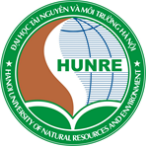 ĐẠI HỌC TÀI NGUYÊN VÀ MÔI TRƯỜNG HÀ NỘI
HUNRE
HANOI UNIVERSITY OF NATURAL RESOURCES AND ENVIRONMENT